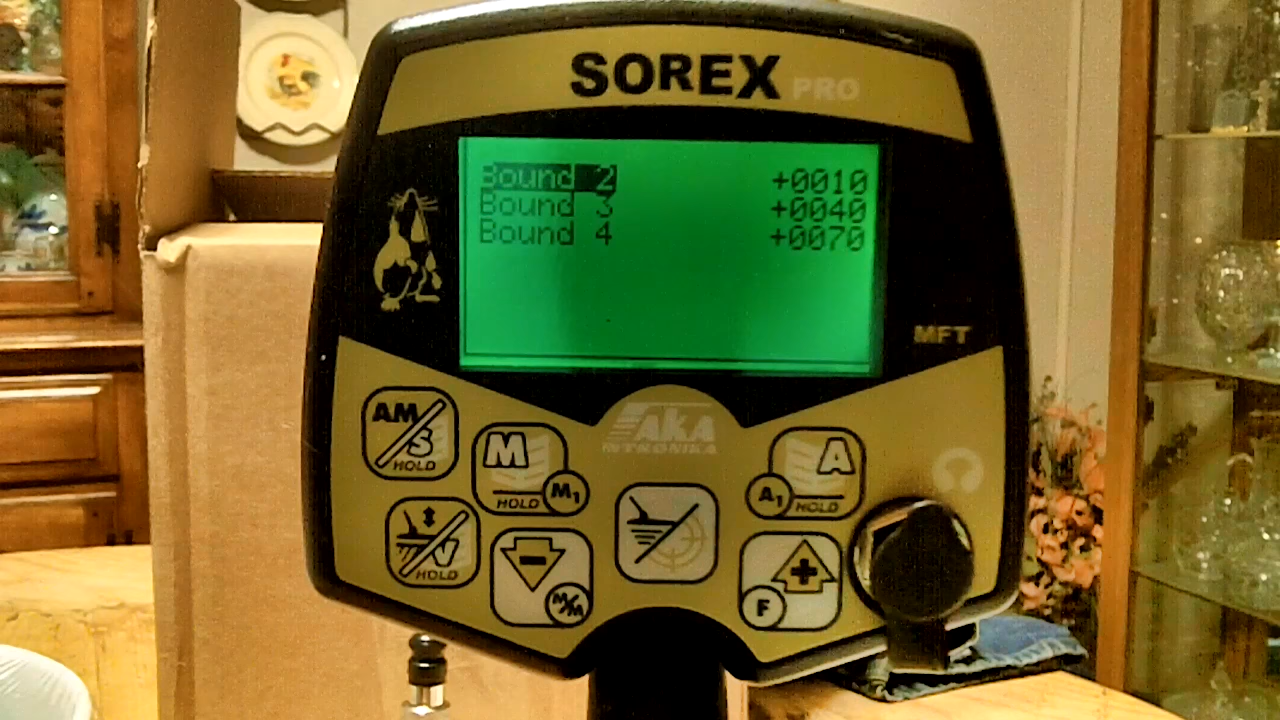 SOREX PRO
Bound 2 +0010
Bound 3 +0040
Bound 4 +0070
MFT
AKA
AM/S
HOLD
M
HOLD M1
A
A1 HOLD
V
HOLD
-
M/M
+
F